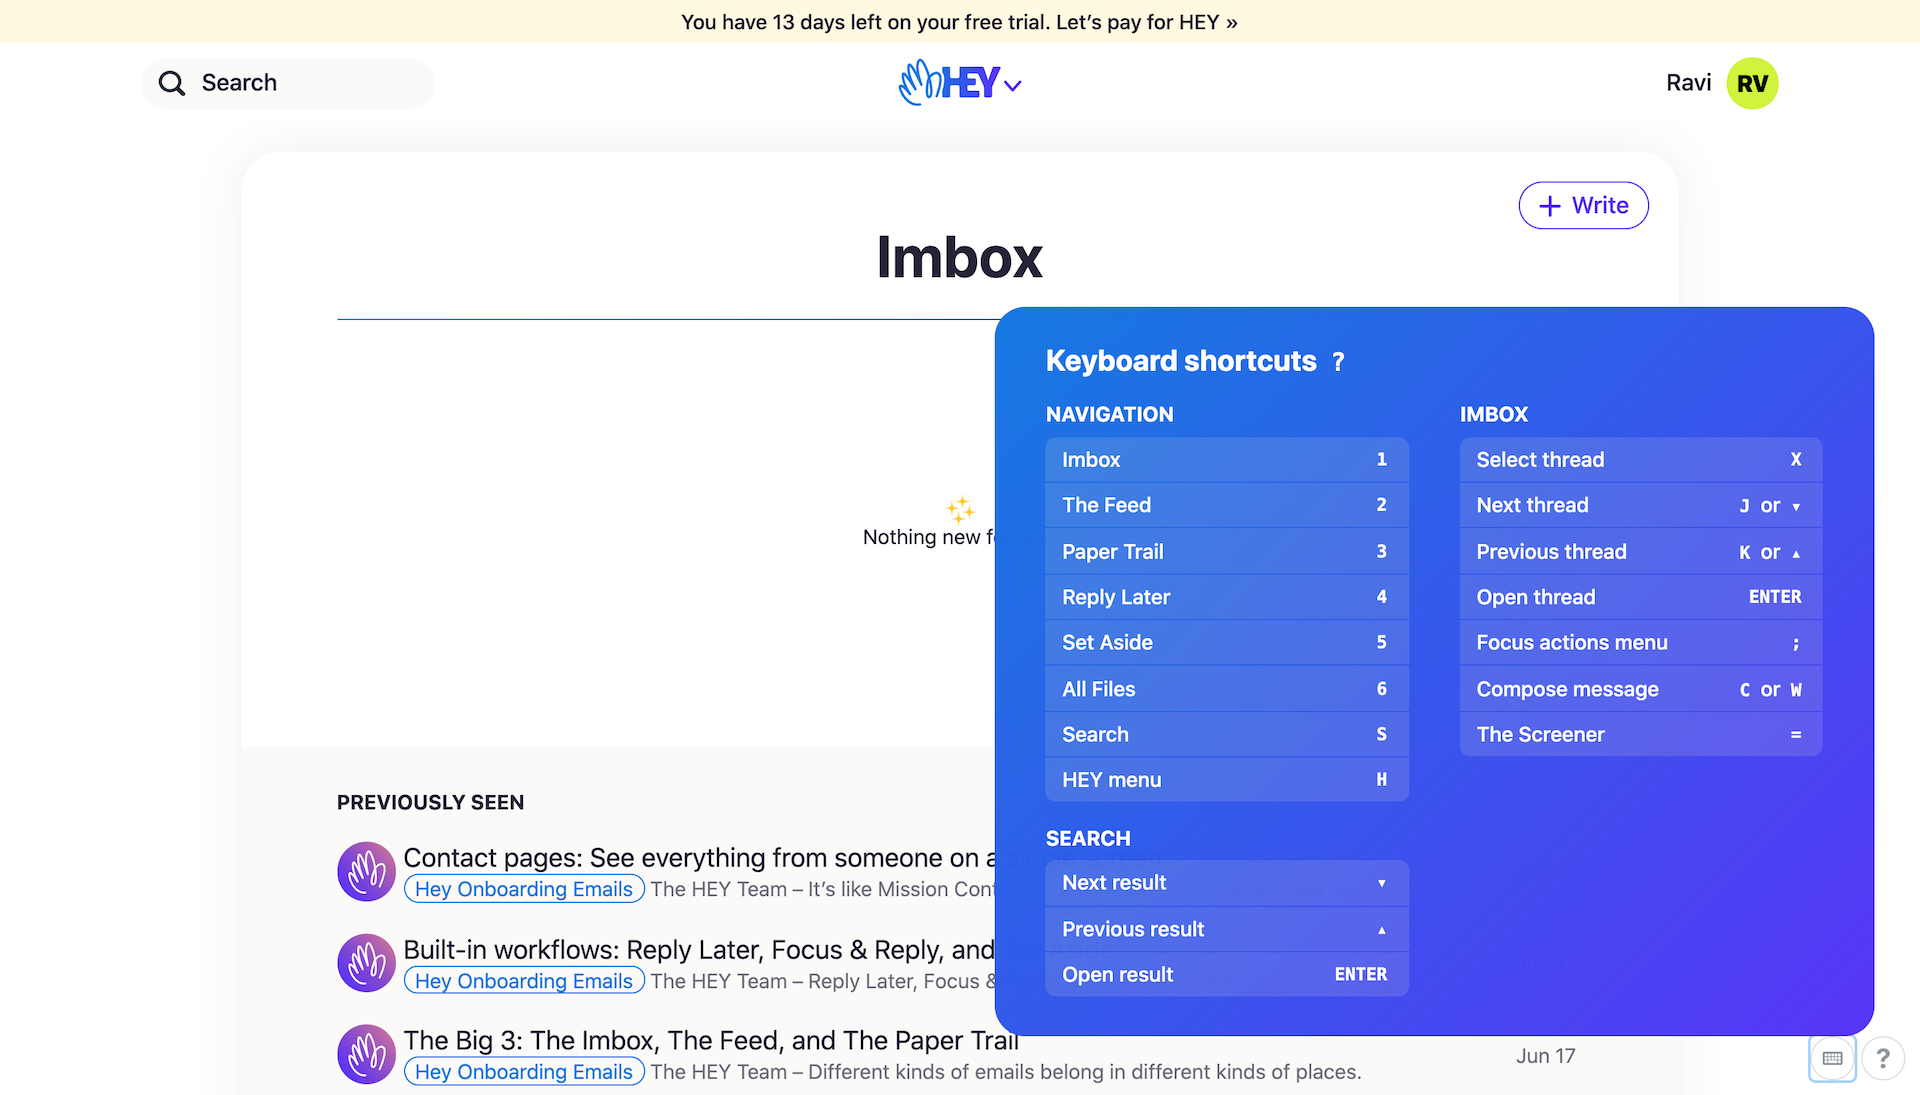 You have 13 days left on your free trial. Let’s pay for HEY »
Search
HEY
Ravi
RV
Write
Imbox
Nothing new for you
Keyboard shortcuts ?
NAVIGATION
Imbox 1
The Feed 2
Paper Trail 3
Reply Later 4
Set Aside 5
All Files 6
Search S
HEY menu H
SEARCH
Next result ▼
Previous result ▲
Open result ENTER
IMBOX
Select thread X
Next thread J or ▼
Previous thread K or ▲
Open thread ENTER
Focus actions menu ;
Compose message C or W
The Screener =
PREVIOUSLY SEEN
Contact pages: See everything from someone on a single screen
Hey Onboarding Emails The HEY Team – It’s like Mission Control
Built-in workflows: Reply Later, Focus & Reply, and Set Aside
Hey Onboarding Emails The HEY Team – Reply Later, Focus &
The Big 3: The Imbox, The Feed, and The Paper Trail
Hey Onboarding Emails The HEY Team – Different kinds of emails belong in different kinds of places.
Jun 17
?